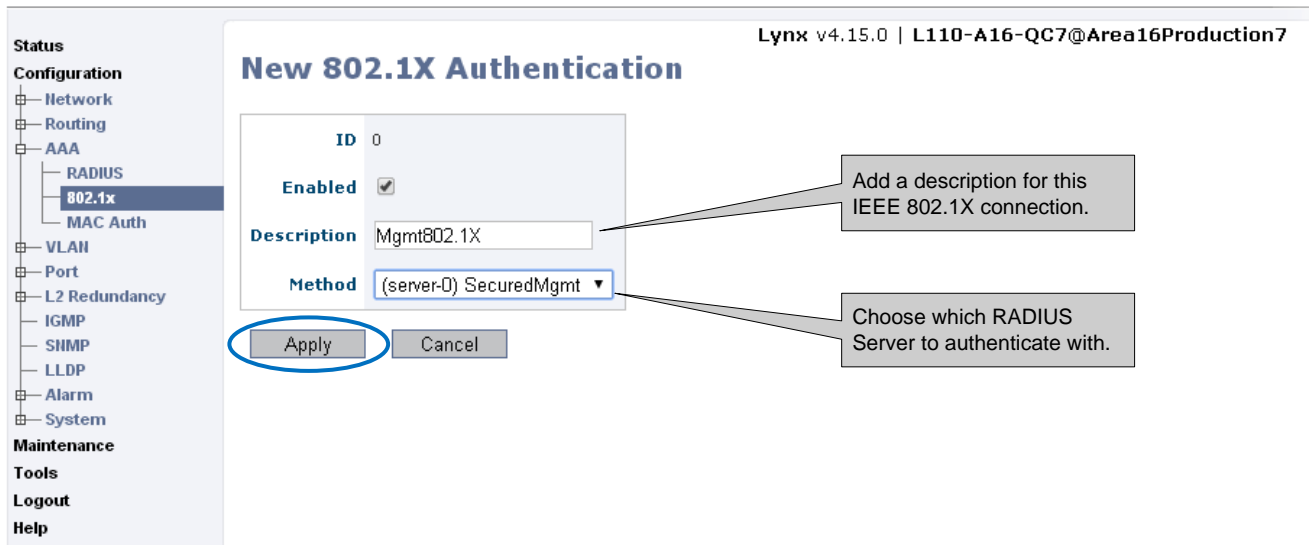 Lynx v4.15.0 | L110-A16-QC7@Area16Production7
Status
Configuration
Network
Routing
AAA
RADIUS
802.1x
MAC Auth
VLAN
Port
L2 Redundancy
IGMP
SNMP
LLDP
Alarm
System
Maintenance
Tools
Logout
Help
New 802.1X Authentication
ID 0
Enabled
Description Mgmt802.1X
Method (server-0) SecuredMgmt
Apply Cancel
Add a description for this
IEEE 802.1X connection.
Choose which RADIUS
Server to authenticate with.